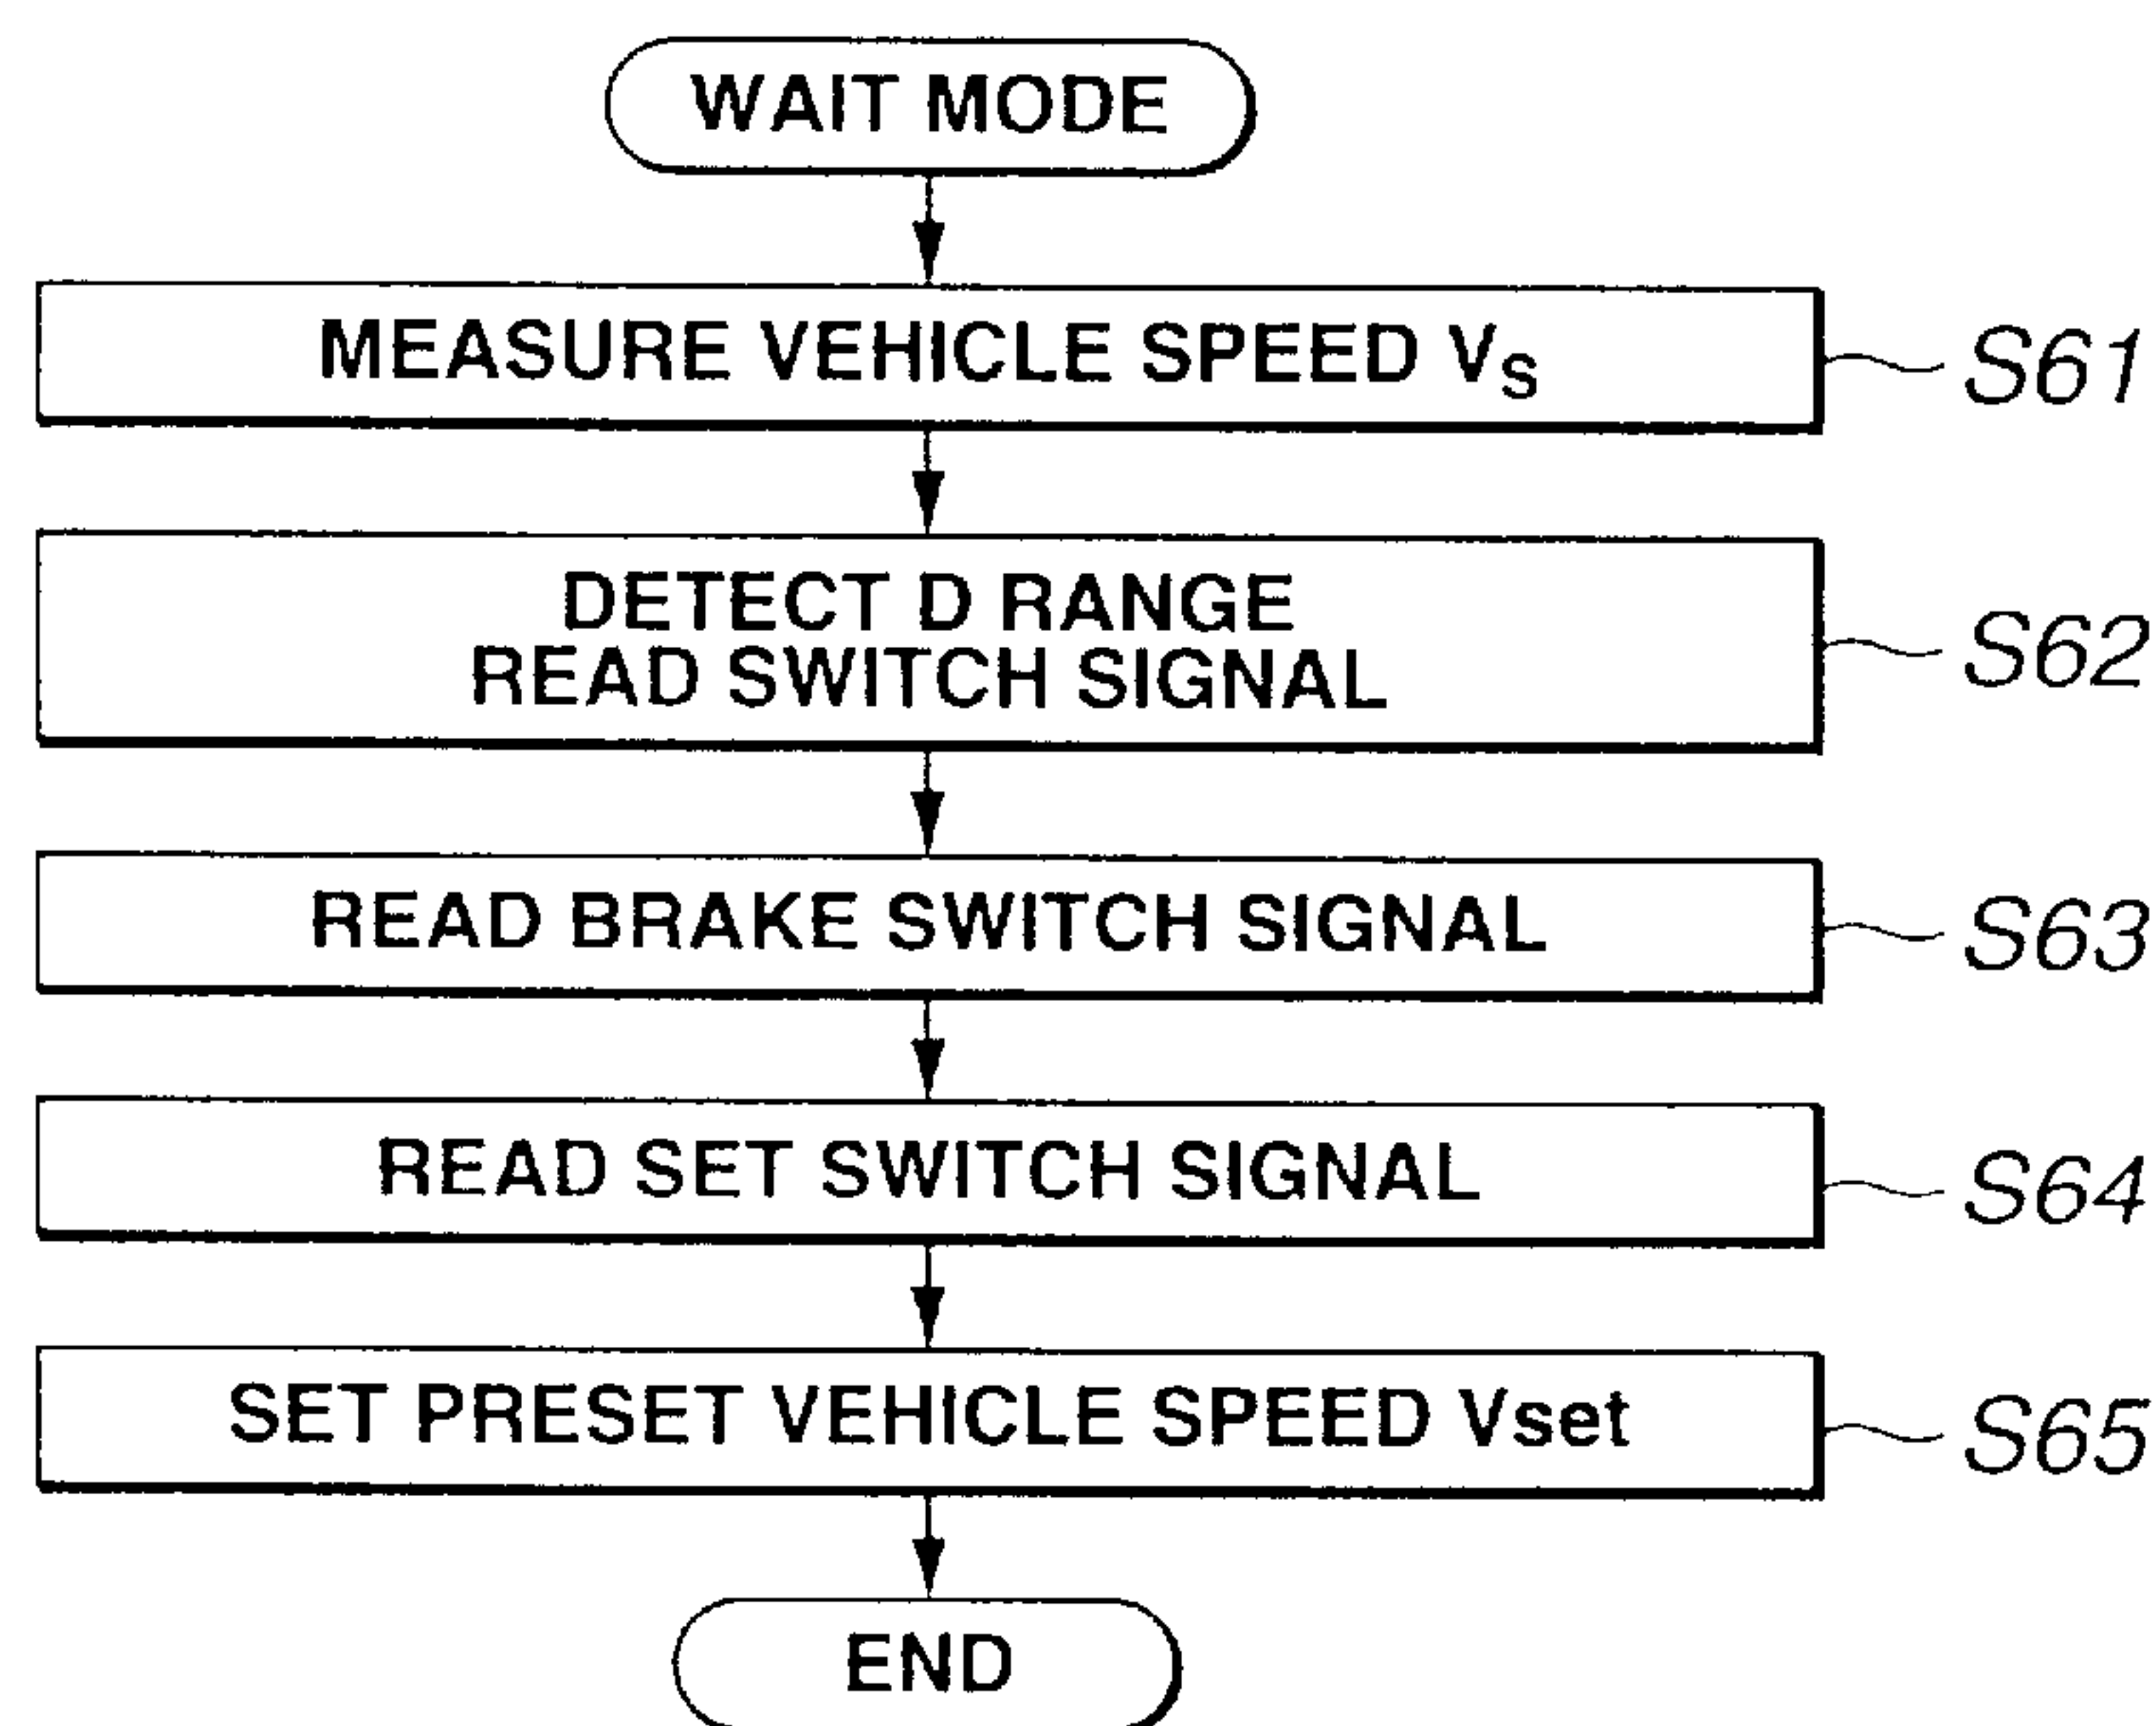 WAIT MODE
MEASURE VEHICLE SPEED Vs
S61
DETECT D RANGE
READ SWITCH SIGNAL
S62
READ BRAKE SWITCH SIGNAL
S63
READ SET SWITCH SIGNAL
S64
SET PRESET VEHICLE SPEED Vset
S65
END